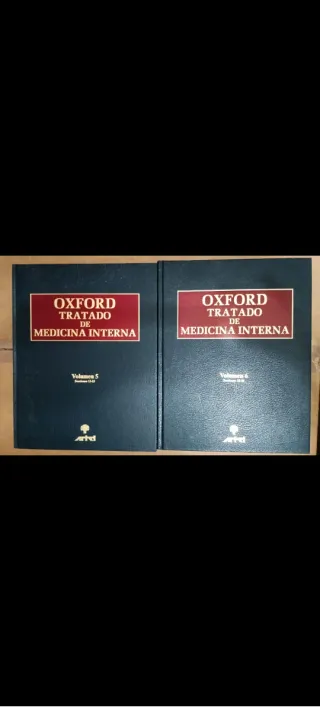 OXFORD
TRATADO
DE
MEDICINA INTERNA
Volumen 5
OXFORD
TRATADO
DE
MEDICINA INTERNA
Volumen 6